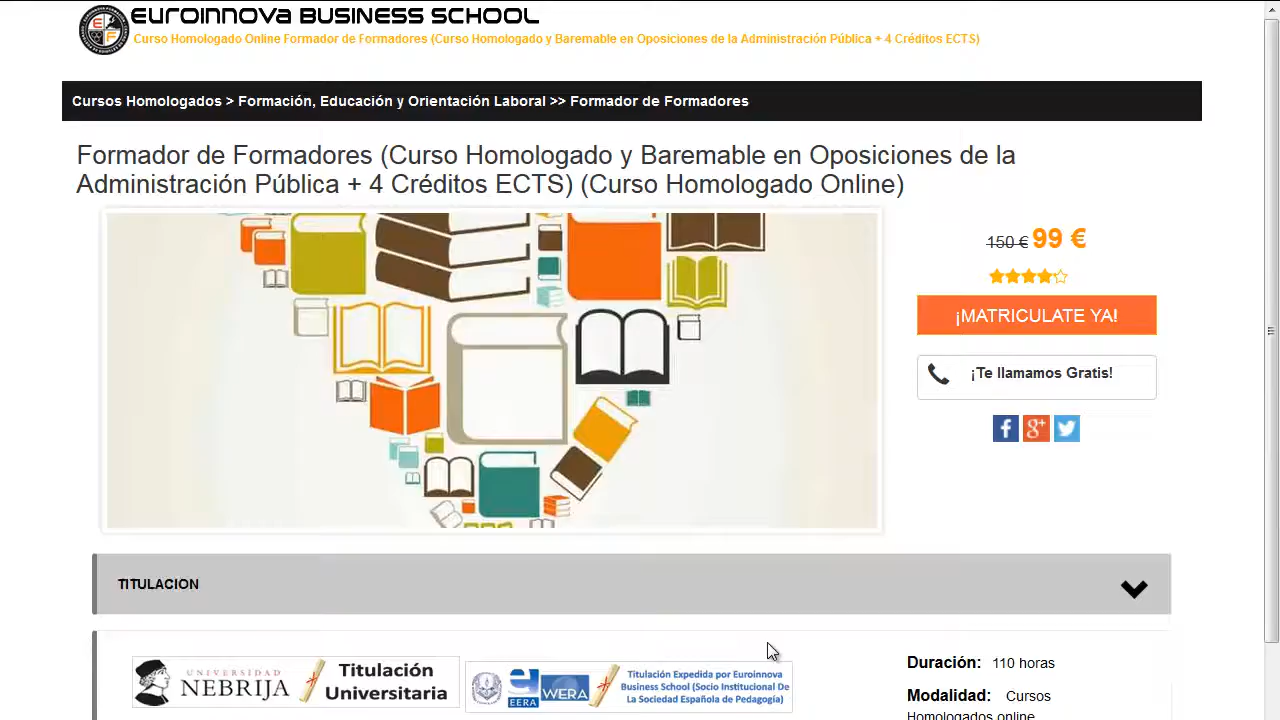 EUROINNOVA BUSINESS SCHOOL
Curso Homologado Online Formador de Formadores (Curso Homologado y Baremable en Oposiciones de la Administración Pública + 4 Créditos ECTS)
Cursos Homologados > Formación, Educación y Orientación Laboral >> Formador de Formadores
Formador de Formadores (Curso Homologado y Baremable en Oposiciones de la
Administración Pública + 4 Créditos ECTS) (Curso Homologado Online)
150 € 99 €
¡MATRICULATE YA!
¡Te llamamos Gratis!
TITULACION
UNIVERSIDAD
NEBRIJA
Titulación
Universitaria
EERA
WERA
Titulación Expedida por Euroinnova
Business School (Socio Institucional De
La Sociedad Española de Pedagogía)
Duración: 110 horas
Modalidad: Cursos
Homologados online